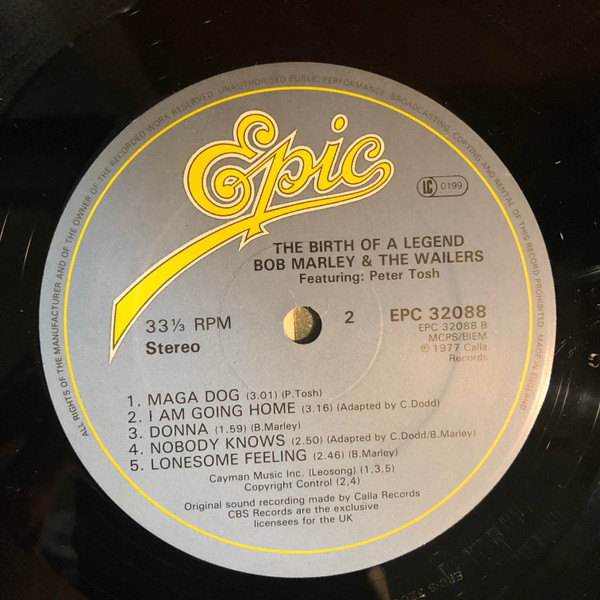 ALL RIGHTS OF THE MANUFACTURER AND OF THE OWNER OF THE RECORDED WORK RESERVED. UNAUTHORISED PUBLIC PERFORMANCE, BROADCASTING, COPYING AND RENTAL OF THIS RECORD PROHIBITED. MADE IN ENGLAND
Epic
LC 0199
THE BIRTH OF A LEGEND
BOB MARLEY & THE WAILERS
Featuring: Peter Tosh
33⅓ RPM
Stereo
2
EPC 32088
EPC 32088 B
MCPS/BIEM
℗ 1977 Calla
Records
1. MAGA DOG (3.01) (P.Tosh)
2. I AM GOING HOME (3.16) (Adapted by C.Dodd)
3. DONNA (1.59) (B.Marley)
4. NOBODY KNOWS (2.50) (Adapted by C.Dodd/B.Marley)
5. LONESOME FEELING (2.46) (B.Marley)
Cayman Music Inc. (Leosong) (1,3,5)
Copyright Control (2,4)
Original sound recording made by Calla Records
CBS Records are the exclusive
licensees for the UK